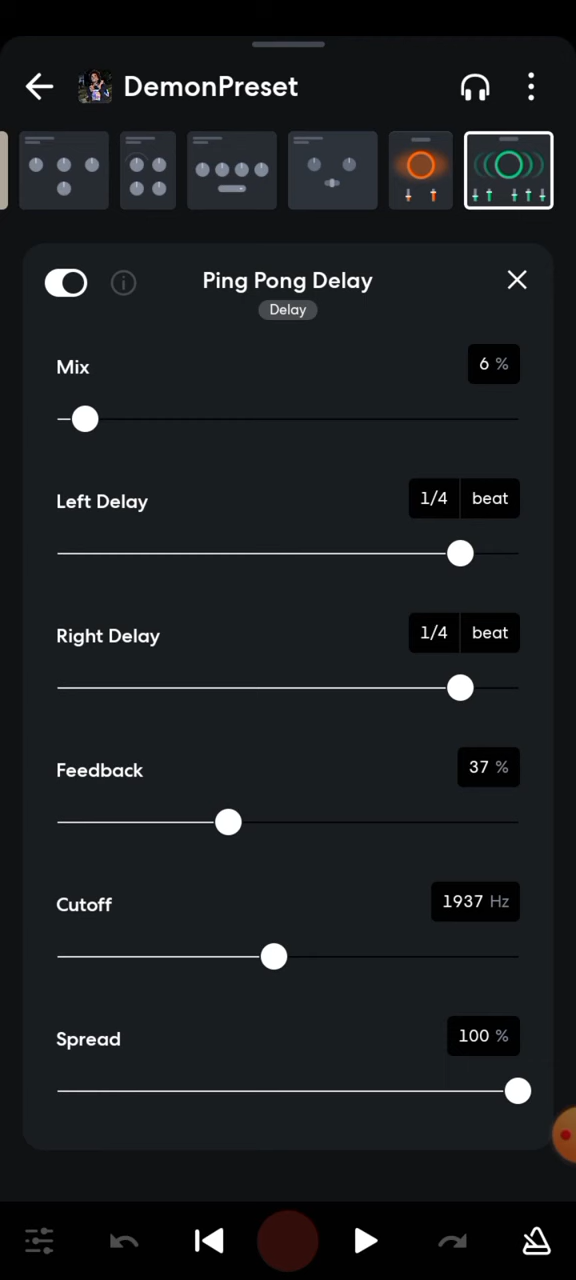 DemonPreset
Ping Pong Delay
Delay
Mix 6 %
Left Delay 1/4 beat
Right Delay 1/4 beat
Feedback 37 %
Cutoff 1937 Hz
Spread 100 %